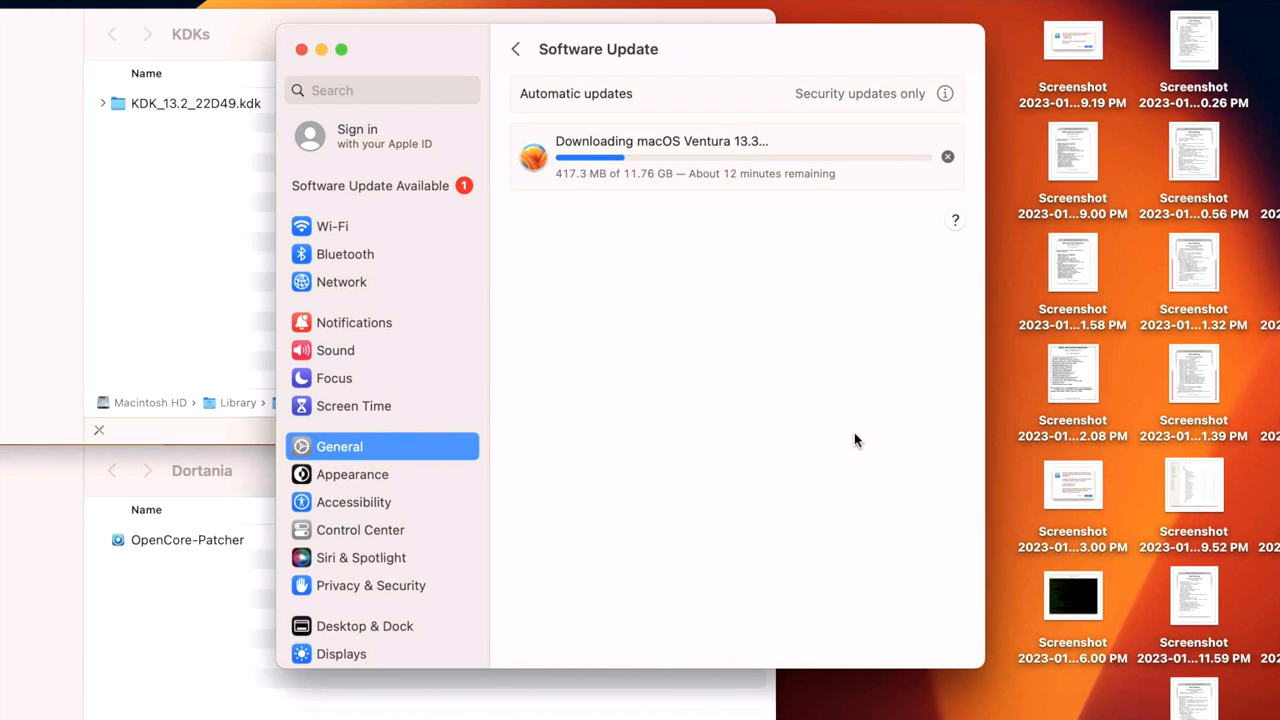 KDKs
Name
KDK_13.2_22D49.kdk
Macintosh HD › Library ›
Dortania
Name
OpenCore-Patcher
Search
Sign in
with your Apple ID
Software Update Available 1
Wi-Fi
Bluetooth
Network
Notifications
Sound
Focus
Screen Time
General
Appearance
Accessibility
Control Center
Siri & Spotlight
Privacy & Security
Desktop & Dock
Displays
Software Update
Automatic updates
Security updates only
Downloading macOS Ventura 13.3...
417.3 MB of 11.76 GB — About 12 minutes remaining
?
Screenshot
2023-01...9.19 PM
Screenshot
2023-01...0.26 PM
Screenshot
2023-01...9.00 PM
Screenshot
2023-01...0.56 PM
Screenshot
2023-01...1.58 PM
Screenshot
2023-01...1.32 PM
Screenshot
2023-01...2.08 PM
Screenshot
2023-01...1.39 PM
Screenshot
2023-01...3.00 PM
Screenshot
2023-01...9.52 PM
Screenshot
2023-01...6.00 PM
Screenshot
2023-01...11.59 PM